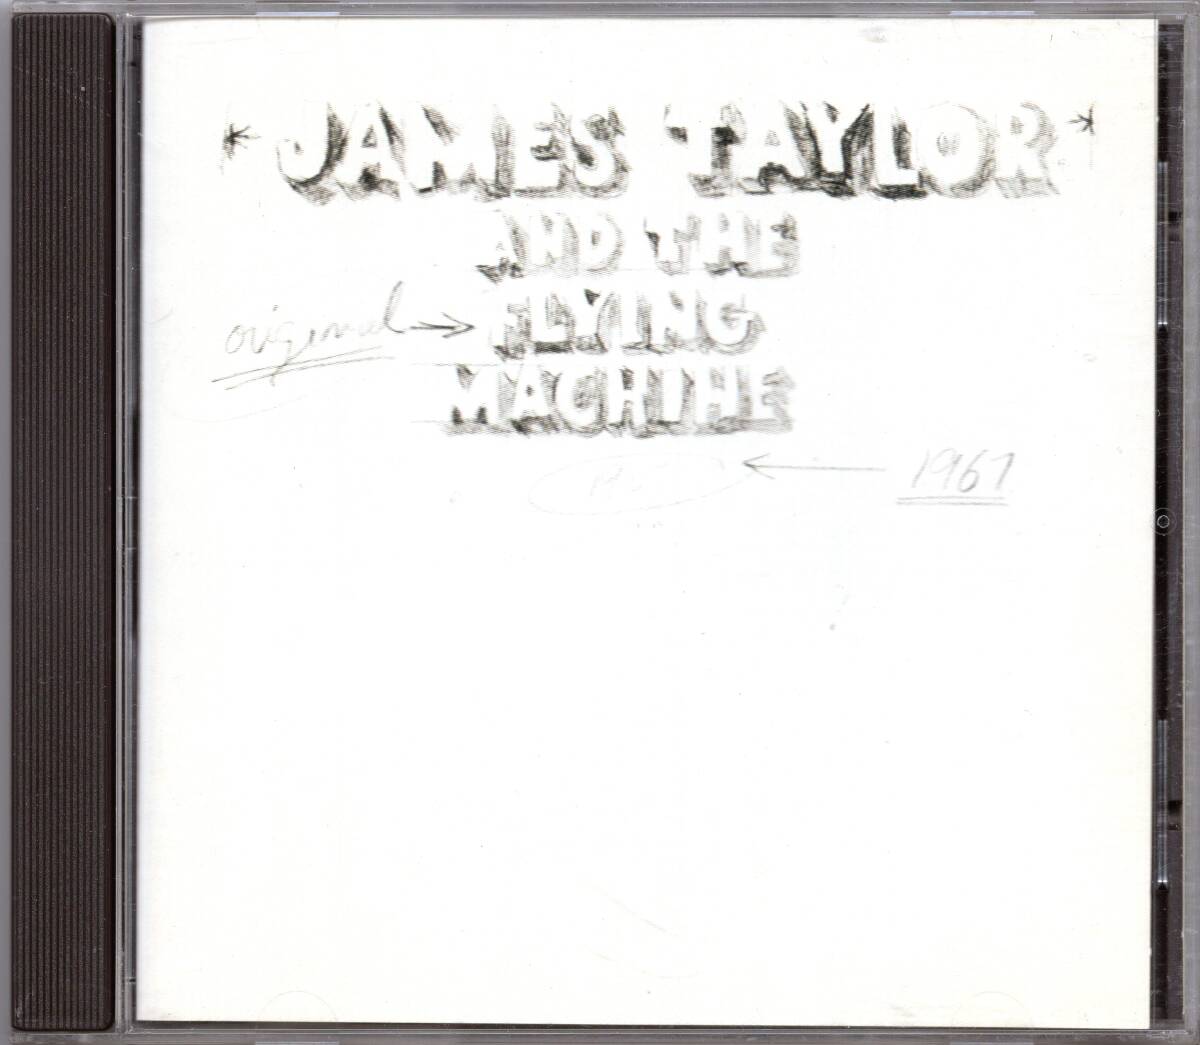 * JAMES TAYLOR *
AND THE
original → FLYING
MACHINE
← 1967